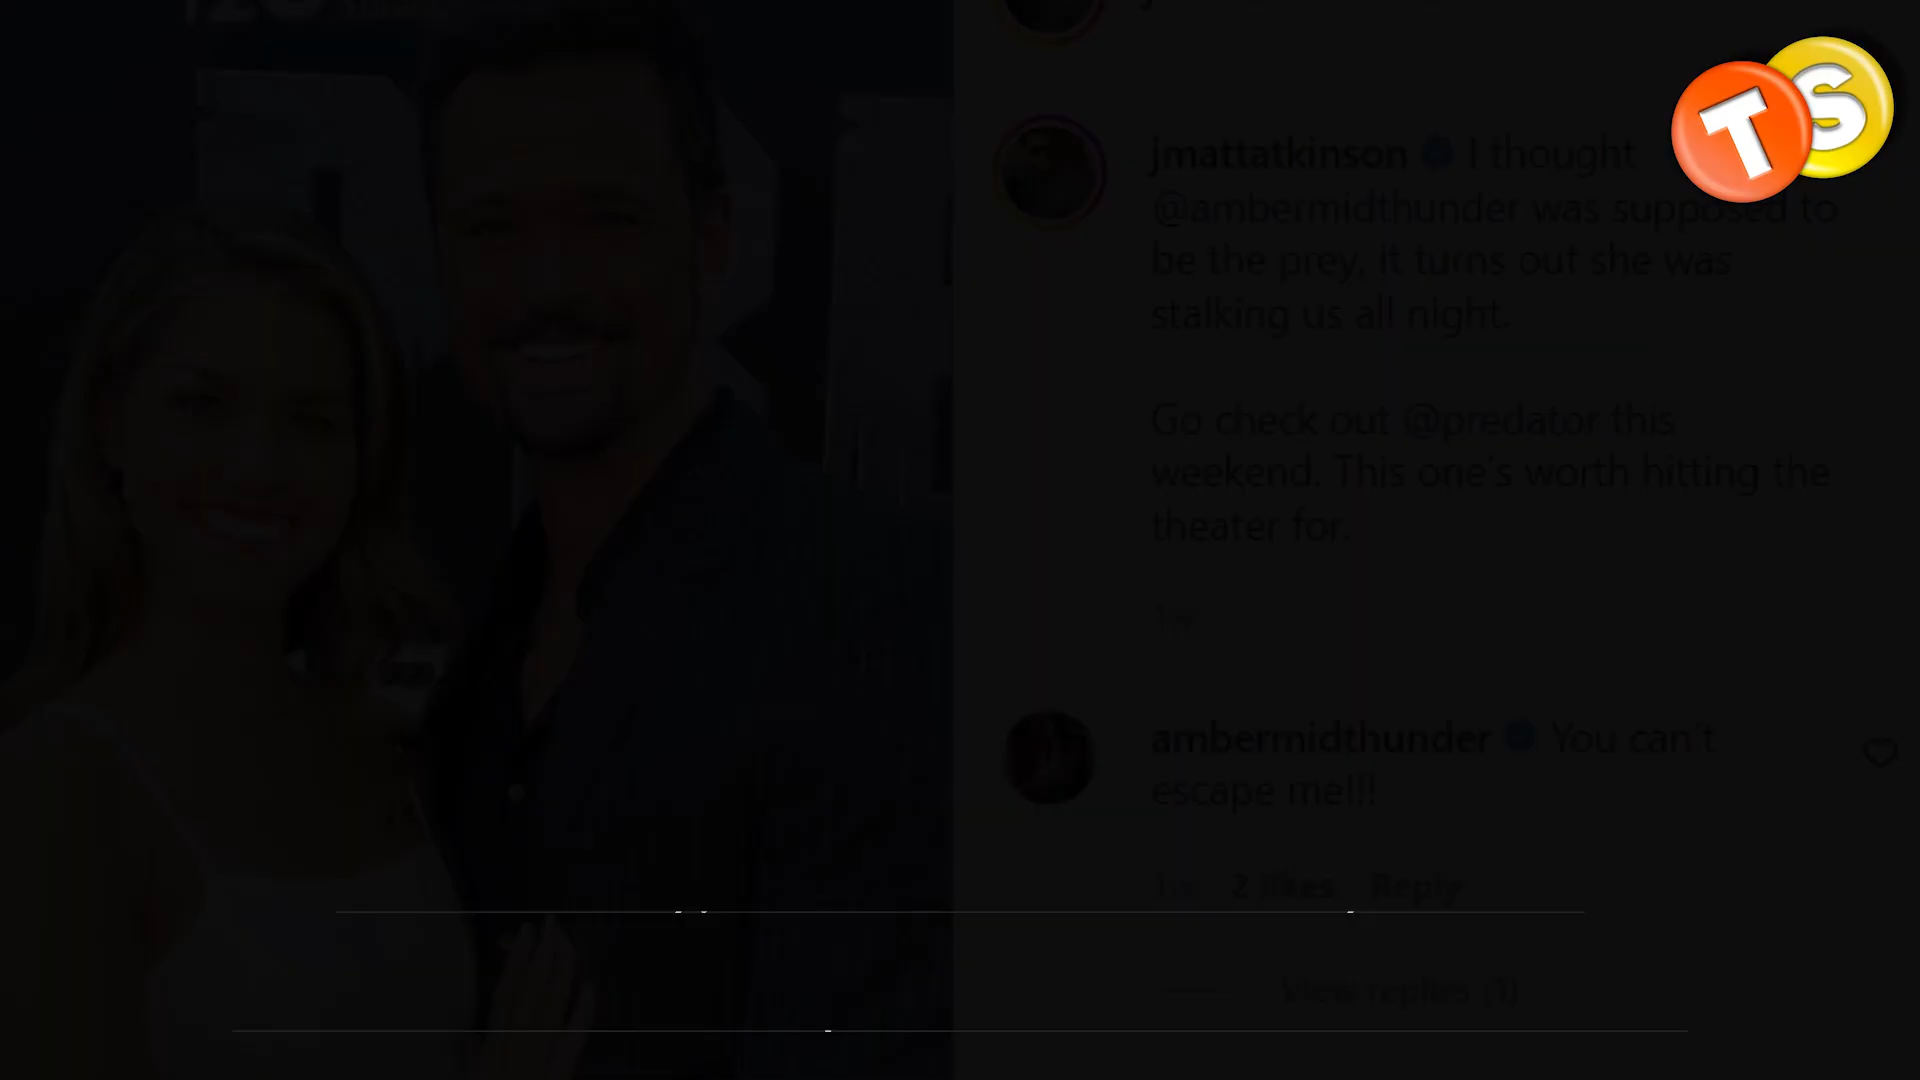 TS
jmattatkinson I thought
@ambermidthunder was supposed to
be the prey, it turns out she was
stalking us all night.
Go check out @predator this
weekend. This one's worth hitting the
theater for.
ambermidthunder You can't
escape me!!!
2 likes Reply
View replies (1)